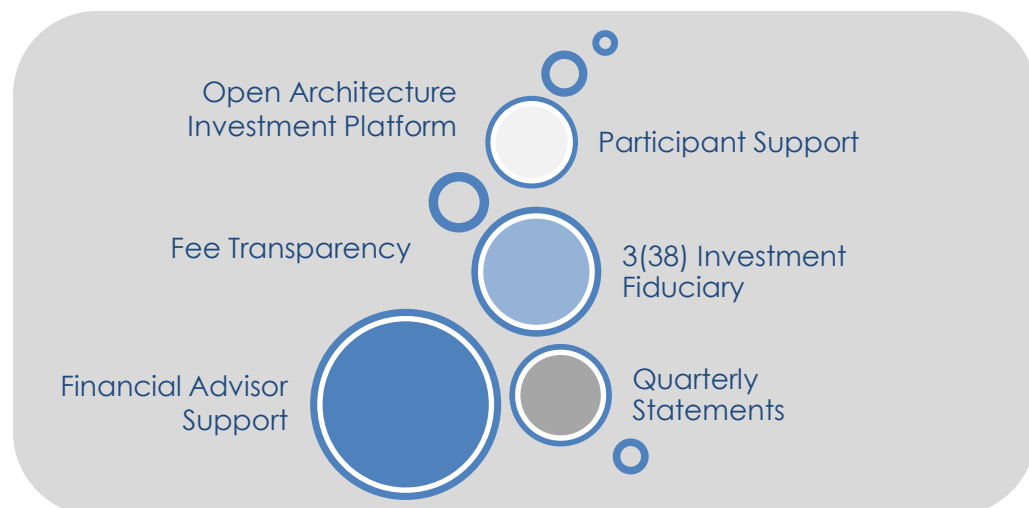 Open Architecture
Investment Platform
Participant Support
Fee Transparency
3(38) Investment
Fiduciary
Financial Advisor
Support
Quarterly
Statements